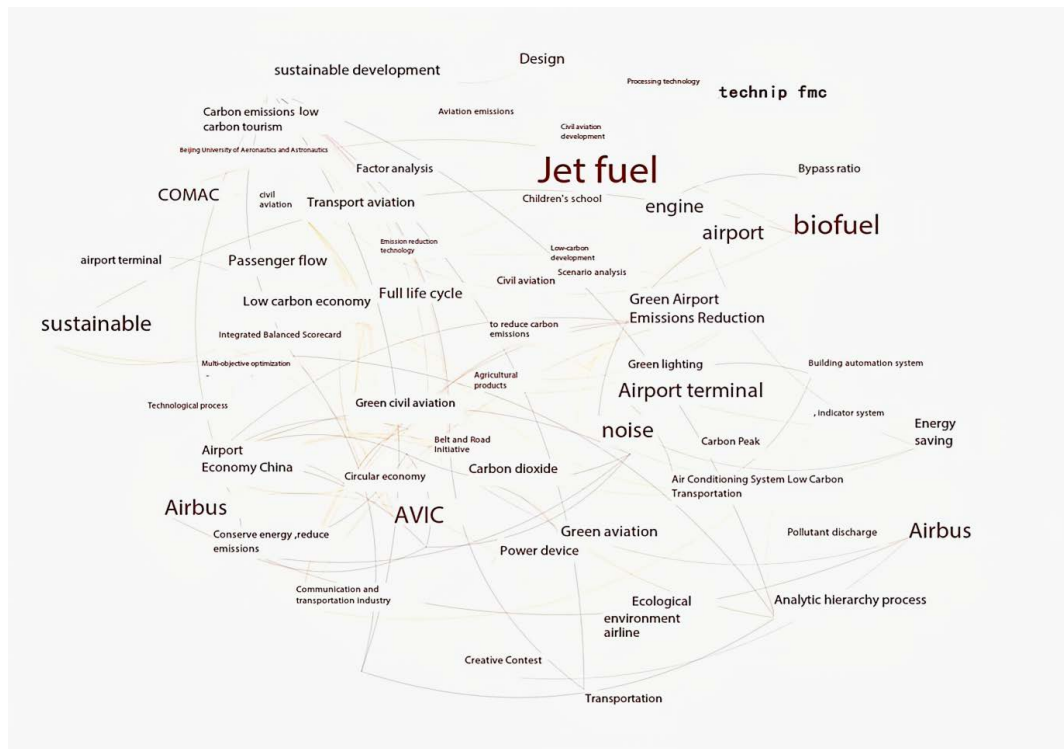 Design
sustainable development
Processing technology
technip fmc
Carbon emissions low
carbon tourism
Aviation emissions
Civil aviation
development
Beijing University of Aeronautics and Astronautics
Factor analysis
Jet fuel
Bypass ratio
COMAC
civil
aviation
Transport aviation
Children's school
engine
airport
biofuel
Emission reduction
technology
Low-carbon
development
airport terminal
Passenger flow
Scenario analysis
Civil aviation
Low carbon economy
Full life cycle
Green Airport
Emissions Reduction
sustainable
Integrated Balanced Scorecard
to reduce carbon
emissions
Multi-objective optimization
-
Green lighting
Building automation system
Agricultural
products
Airport terminal
Technological process
Green civil aviation
, indicator system
noise
Energy
saving
Belt and Road
Initiative
Carbon Peak
Airport
Economy China
Circular economy
Carbon dioxide
Air Conditioning System Low Carbon
Transportation
Airbus
AVIC
Conserve energy ,reduce
emissions
Green aviation
Pollutant discharge
Airbus
Power device
Communication and
transportation industry
Ecological
environment
airline
Analytic hierarchy process
Creative Contest
Transportation